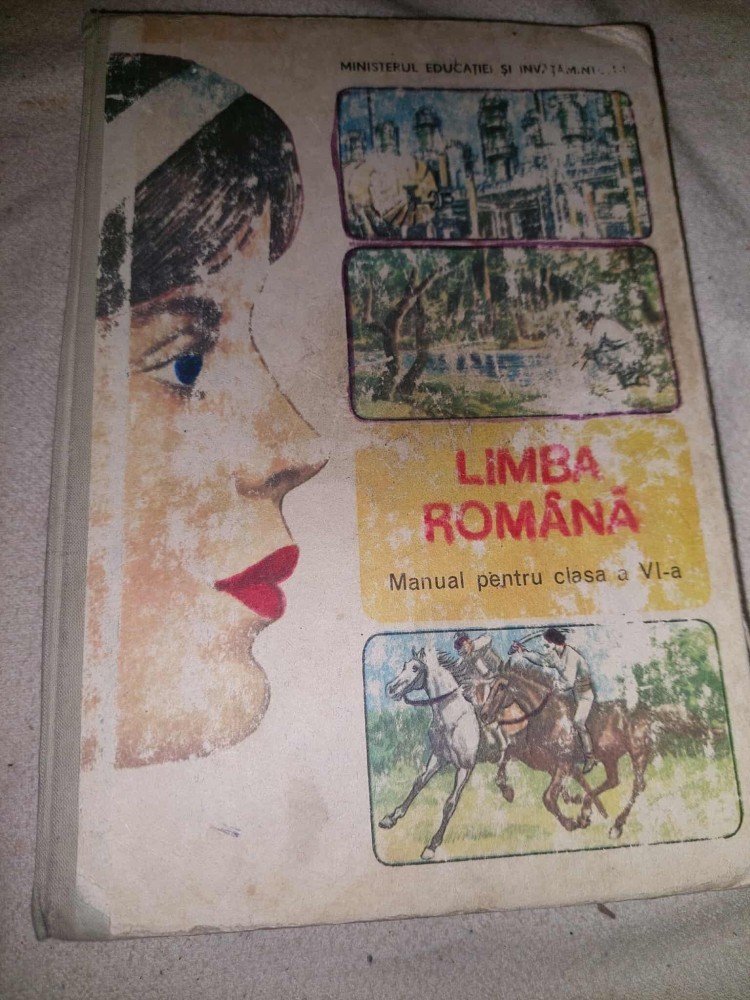 MINISTERUL EDUCAȚIEI ȘI
LIMBA
ROMÂNĂ
Manual pentru clasa a VI-a